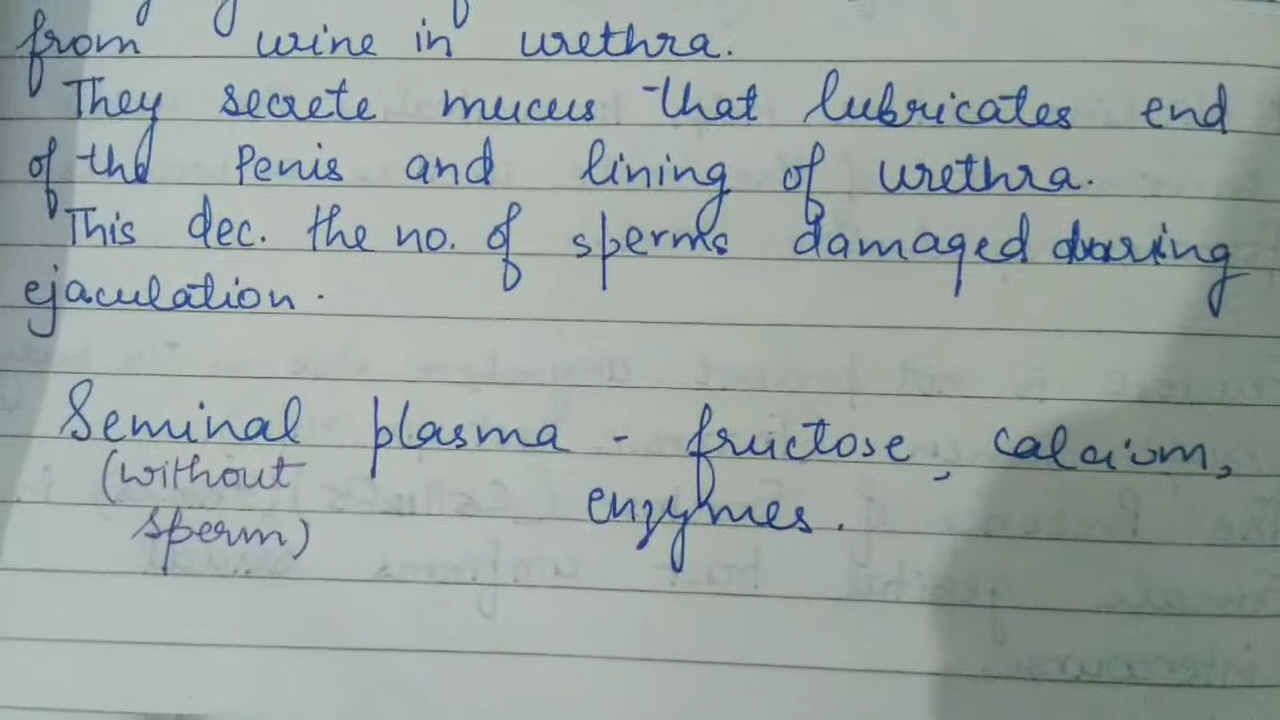 from urine in urethra.
They secrete mucus that lubricates end
of the Penis and lining of urethra.
This dec. the no. of sperms damaged during
ejaculation.
Seminal plasma - fructose, calcium,
(without
enzymes.
sperm)